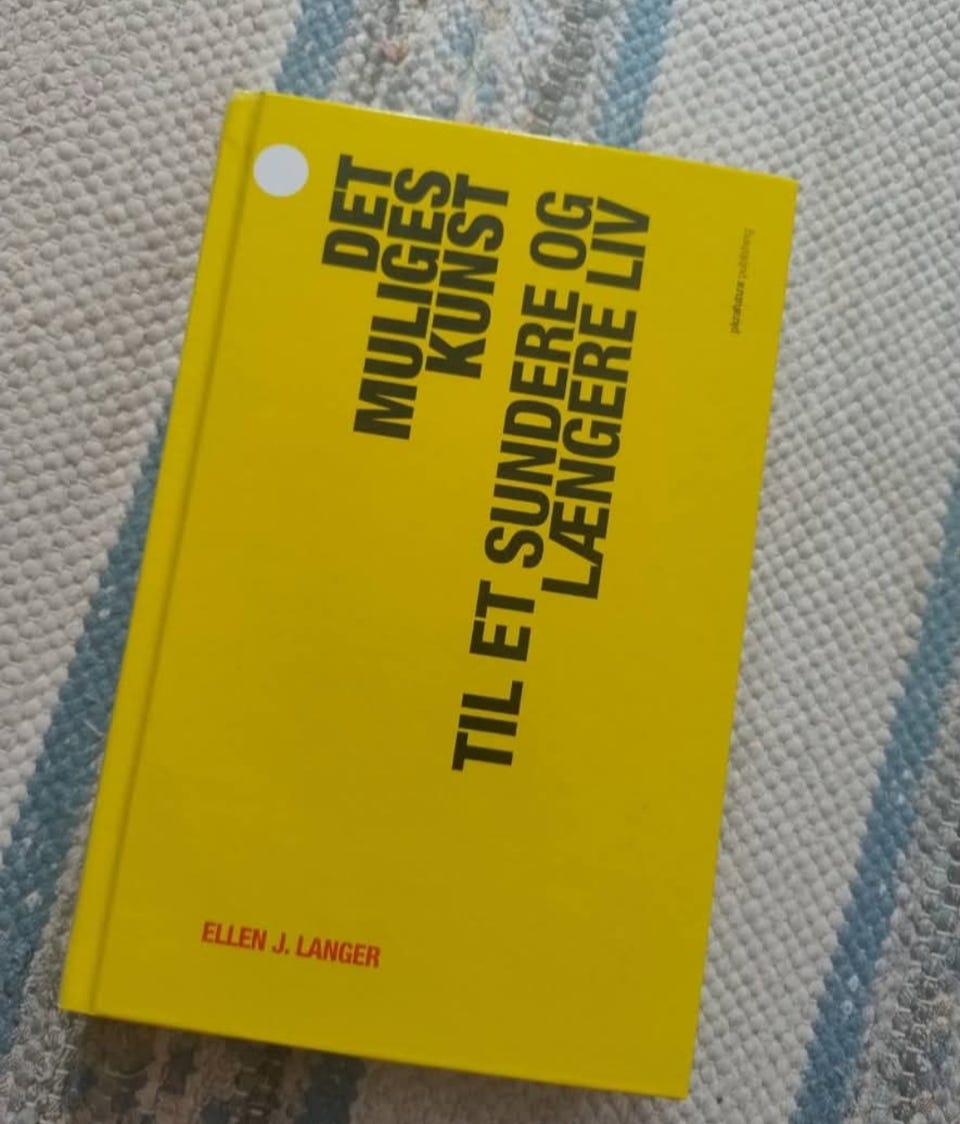 DET
MULIGES
KUNST
TIL ET SUNDERE OG
LÆNGERE LIV
ELLEN J. LANGER